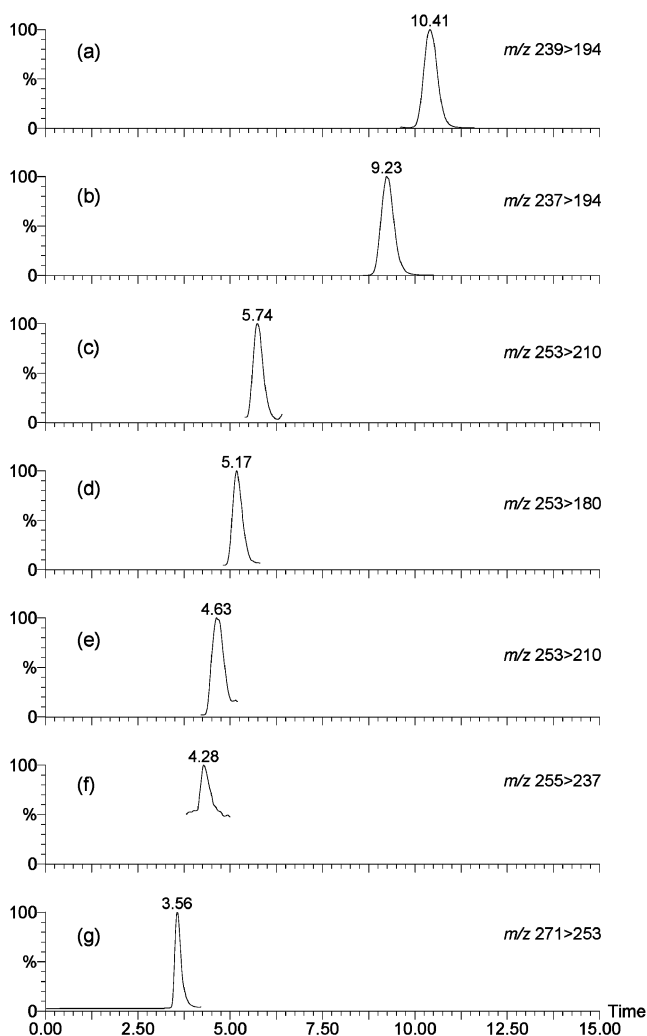 10.41
100
(a)
m/z 239>194
%
0
9.23
100
(b)
m/z 237>194
%
0
5.74
100
(c)
m/z 253>210
%
0
5.17
100
(d)
m/z 253>180
%
0
4.63
100
(e)
m/z 253>210
%
0
4.28
100
(f)
m/z 255>237
%
0
3.56
100
(g)
m/z 271>253
%
0
Time
0.00 2.50 5.00 7.50 10.00 12.50 15.00